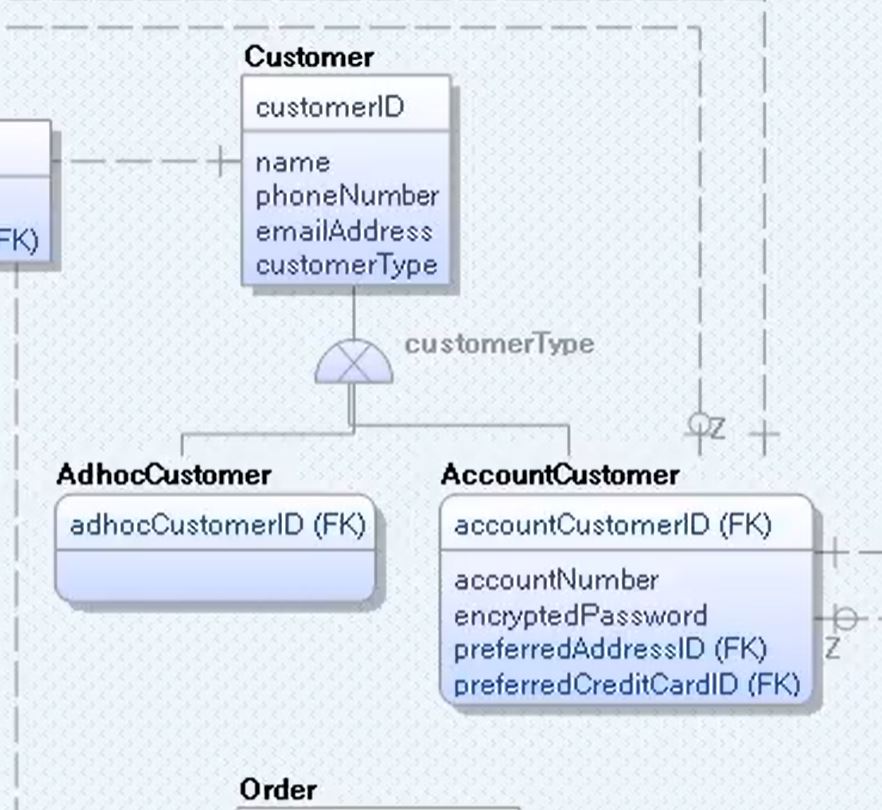 Customer
customerID
name
phoneNumber
emailAddress
customerType
FK)
customerType
Z
AdhocCustomer
adhocCustomerID (FK)
AccountCustomer
accountCustomerID (FK)
accountNumber
encryptedPassword
preferredAddressID (FK)
preferredCreditCardID (FK)
Z
Order